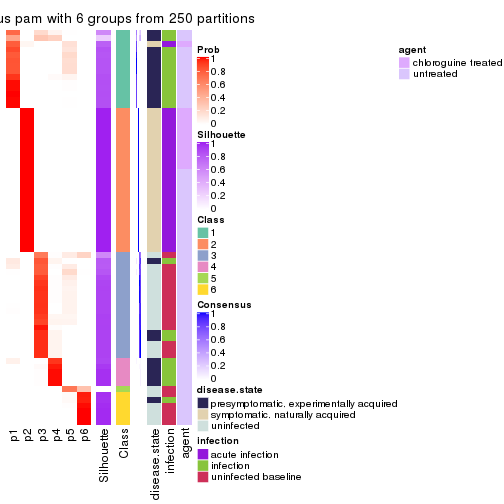 us pam with 6 groups from 250 partitions
Prob
1
0.8
0.6
0.4
0.2
0
Silhouette
1
0.8
0.6
0.4
0.2
0
Class
1
2
3
4
5
6
Consensus
1
0.8
0.6
0.4
0.2
0
disease.state
presymptomatic, experimentally acquired
symptomatic, naturally acquired
uninfected
infection
acute infection
infection
uninfected baseline
agent
chloroguine treated
untreated
p1
p2
p3
p4
p5
p6
Silhouette
Class
disease.state
infection
agent